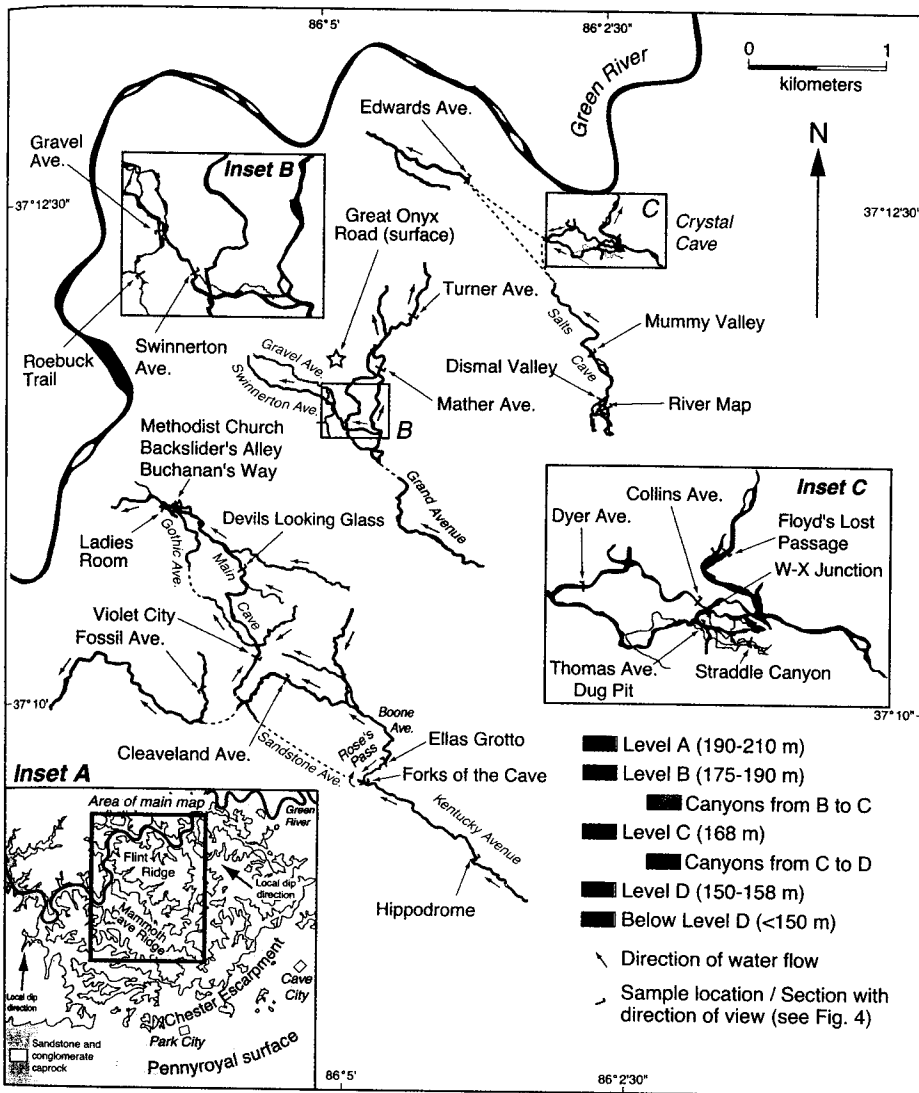 86° 5'
86° 2'30"
0
1
kilometers
Green River
Edwards Ave.
N
Gravel
Ave.
Inset B
37° 12'30"
37° 12'30"
Great Onyx
Road (surface)
C
Crystal
Cave
Turner Ave.
Salts
Cave
Mummy Valley
Roebuck
Trail
Swinnerton
Ave.
Gravel Ave.
Swinnerton Ave.
Dismal Valley
Mather Ave.
River Map
B
Methodist Church
Backslider's Alley
Buchanan's Way
Grand Avenue
Devils Looking Glass
Ladies
Room
Gothic Ave.
Main
Cave
Inset C
Collins Ave.
Dyer Ave.
Floyd's Lost
Passage
W-X Junction
Thomas Ave.
Dug Pit
Straddle Canyon
Violet City
Fossil Ave.
37° 10'
37° 10'
Cleaveland Ave.
Boone
Ave.
Rose's
Pass
Sandstone Ave.
Ellas Grotto
Forks of the Cave
Kentucky Avenue
Hippodrome
Level A (190-210 m)
Level B (175-190 m)
Canyons from B to C
Level C (168 m)
Canyons from C to D
Level D (150-158 m)
Below Level D (<150 m)
Direction of water flow
Sample location / Section with
direction of view (see Fig. 4)
Inset A
Area of main map
Green
River
Flint
Ridge
Local dip
direction
Mammoth
Cave Ridge
Local dip
direction
Chester Escarpment
Cave
City
Park City
Pennyroyal surface
Sandstone and
conglomerate
caprock
86° 5'
86° 2'30"